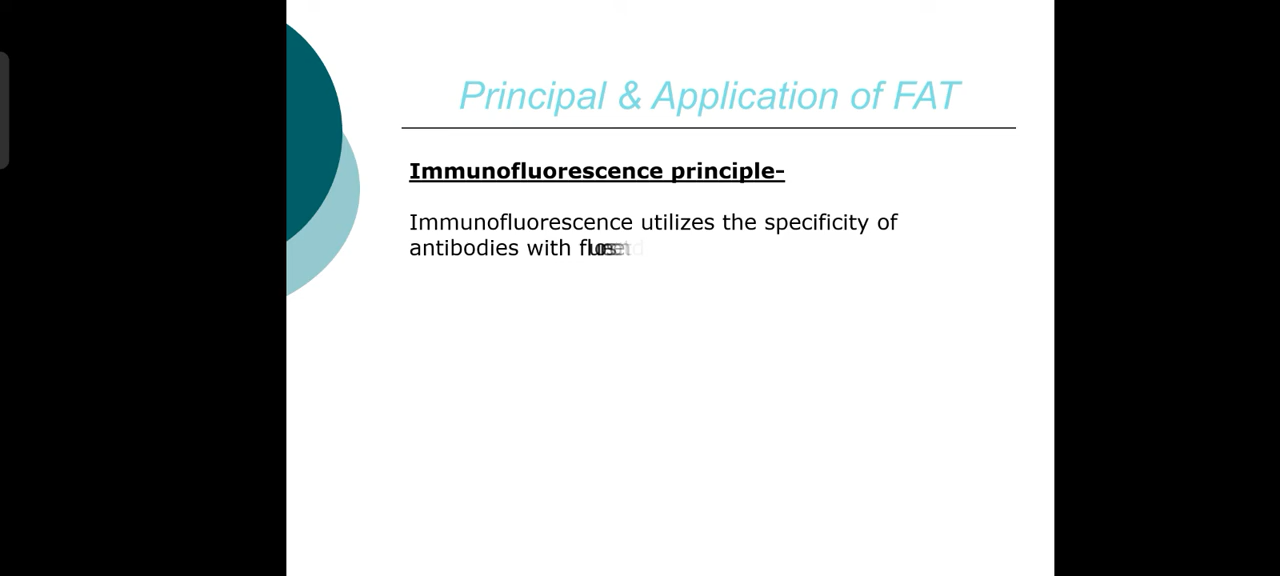 Principal & Application of FAT
Immunofluorescence principle-
Immunofluorescence utilizes the specificity of
antibodies with